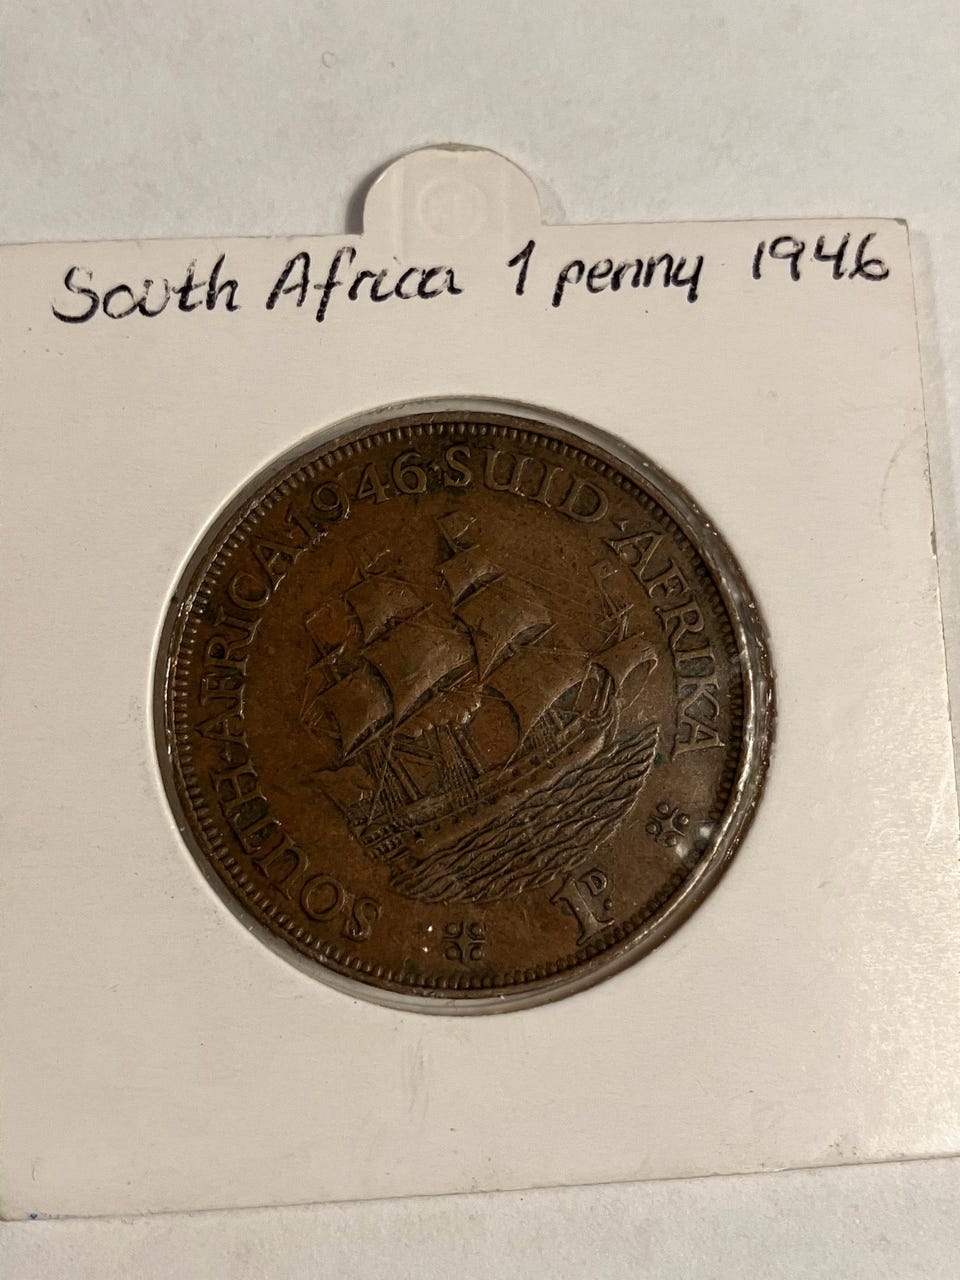 South Africa 1 penny 1946
SOUTH·AFRICA·1946·SUID·AFRIKA
1D.